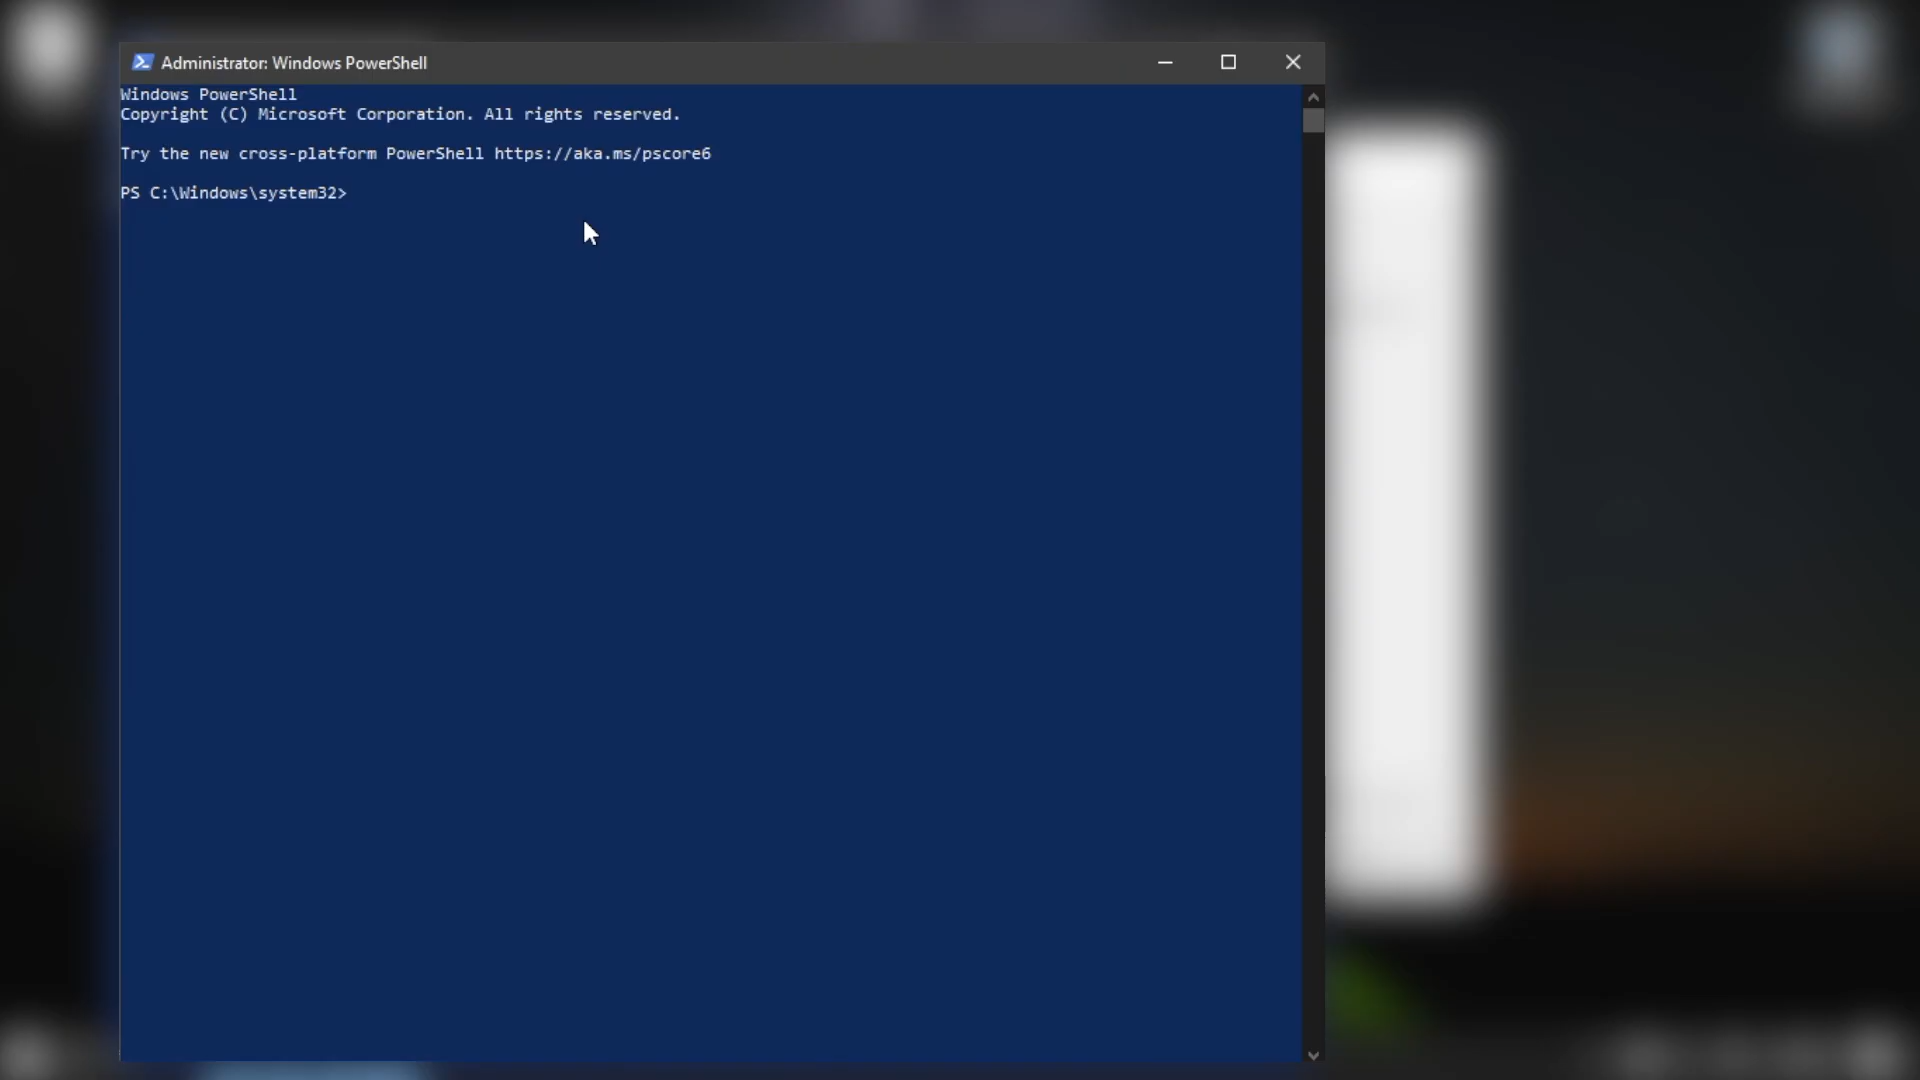 Administrator: Windows PowerShell
Windows PowerShell
Copyright (C) Microsoft Corporation. All rights reserved.
Try the new cross-platform PowerShell https://aka.ms/pscore6
PS C:\Windows\system32>